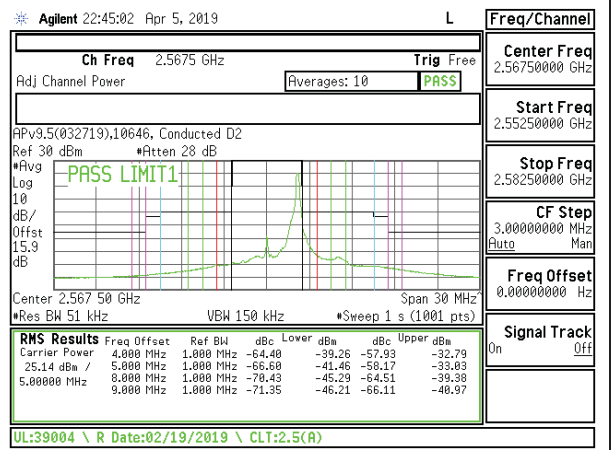 Agilent 22:45:02 Apr 5, 2019 L Freq/Channel
Ch Freq 2.5675 GHz Trig Free
Adj Channel Power Averages: 10 PASS
Center Freq
2.56750000 GHz
Start Freq
2.55250000 GHz
Stop Freq
2.58250000 GHz
CF Step
3.00000000 MHz
Auto Man
Freq Offset
0.00000000 Hz
Signal Track
On Off
APv9.5(032719),10646, Conducted D2
Ref 30 dBm #Atten 28 dB
#Avg
Log
10
dB/
Offst
15.9
dB
PASS LIMIT1
Center 2.567 50 GHz Span 30 MHz^
#Res BW 51 kHz VBW 150 kHz #Sweep 1 s (1001 pts)
RMS Results Freq Offset Ref BW dBc Lower dBm dBc Upper dBm
Carrier Power 4.000 MHz 1.000 MHz -64.40 -39.26 -57.93 -32.79
25.14 dBm / 5.000 MHz 1.000 MHz -66.60 -41.46 -58.17 -33.03
5.00000 MHz 8.000 MHz 1.000 MHz -70.43 -45.29 -64.51 -39.38
9.000 MHz 1.000 MHz -71.35 -46.21 -66.11 -40.97
UL:39004 \ R Date:02/19/2019 \ CLT:2.5(A)